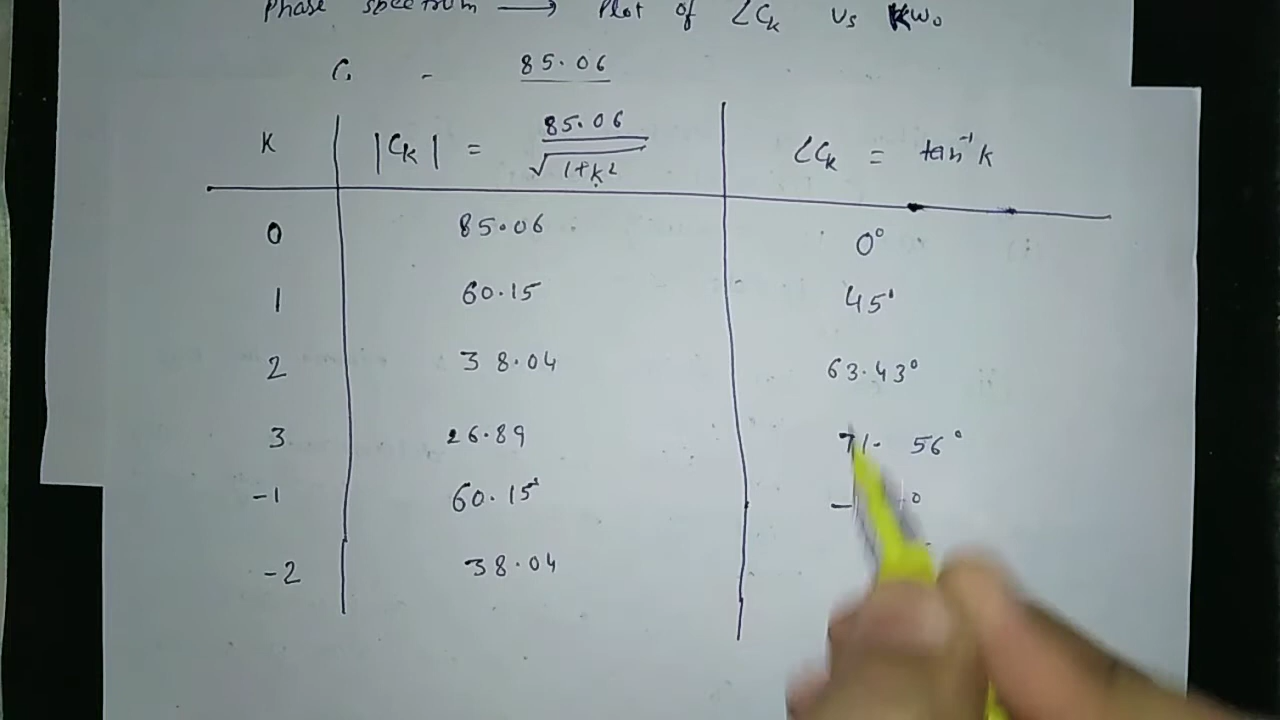 Phase spectrum → Plot of ∠Ck vs Kω₀
85.06
K |Ck| = 85.06 / √1+k² ∠Ck = tan⁻¹k
0 85.06 0°
1 60.15 45°
2 38.04 63.43°
3 26.89 71.56°
-1 60.15
-2 38.04